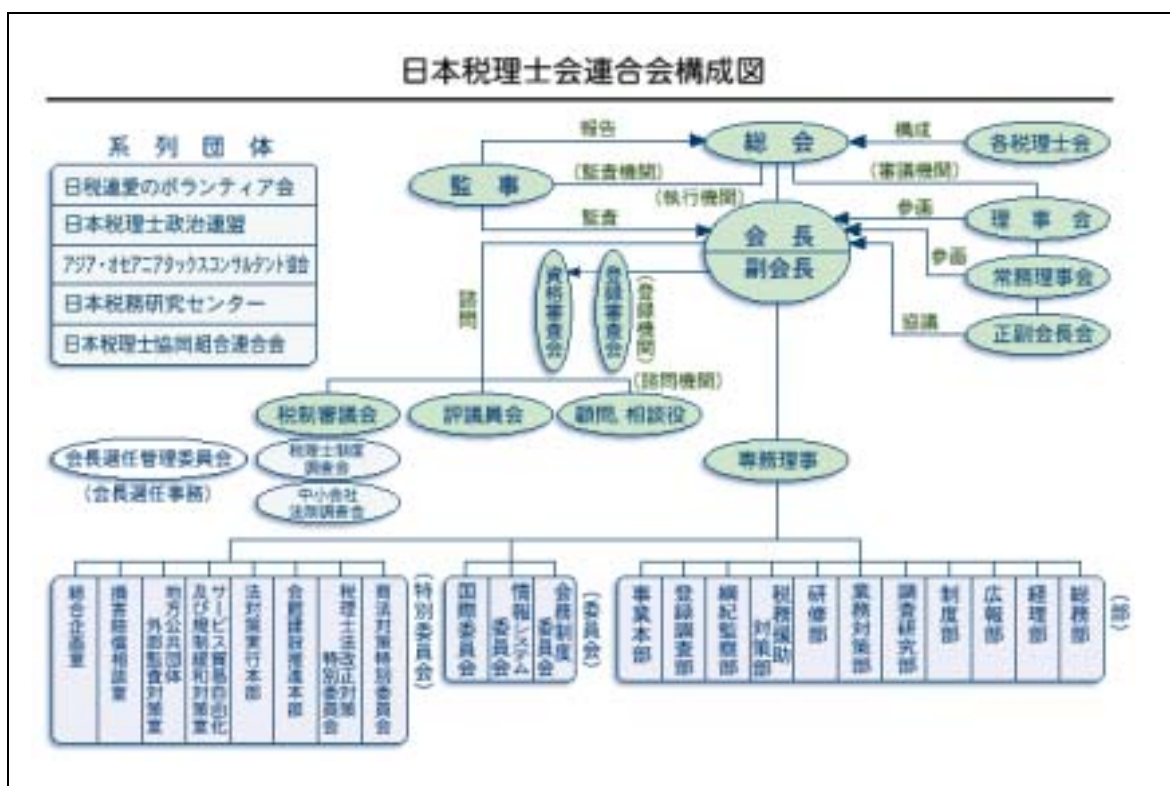 日本税理士会連合会構成図
系列団体
日税連愛のボランティア会
日本税理士政治連盟
アジア・オセアニアタックスコンサルタント協会
日本税務研究センター
日本税理士協同組合連合会
報告
総会
構成
各税理士会
監事
(監査機関)
(執行機関)
(審議機関)
監査
会長
副会長
参画
理事会
参画
常務理事会
協議
正副会長会
諮問
資格審査会
登録審査会
(登録機関)
(諮問機関)
税制審議会
評議員会
顧問、相談役
税理士制度
調査会
中小会社
法制調査会
会長選任管理委員会
(会長選任事務)
専務理事
総合企画室
損害賠償相談室
地方公共団体
外部監査対策室
サービス貿易自由化
及び規制緩和対策室
法対策実行本部
会館建設推進本部
税理士法改正対策
特別委員会
商法対策特別委員会
(特別委員会)
国際委員会
情報システム
委員会
会務制度
委員会
(委員会)
事業本部
登録調査部
綱紀監察部
税務援助
対策部
研修部
業務対策部
調査研究部
制度部
広報部
経理部
総務部
(部)